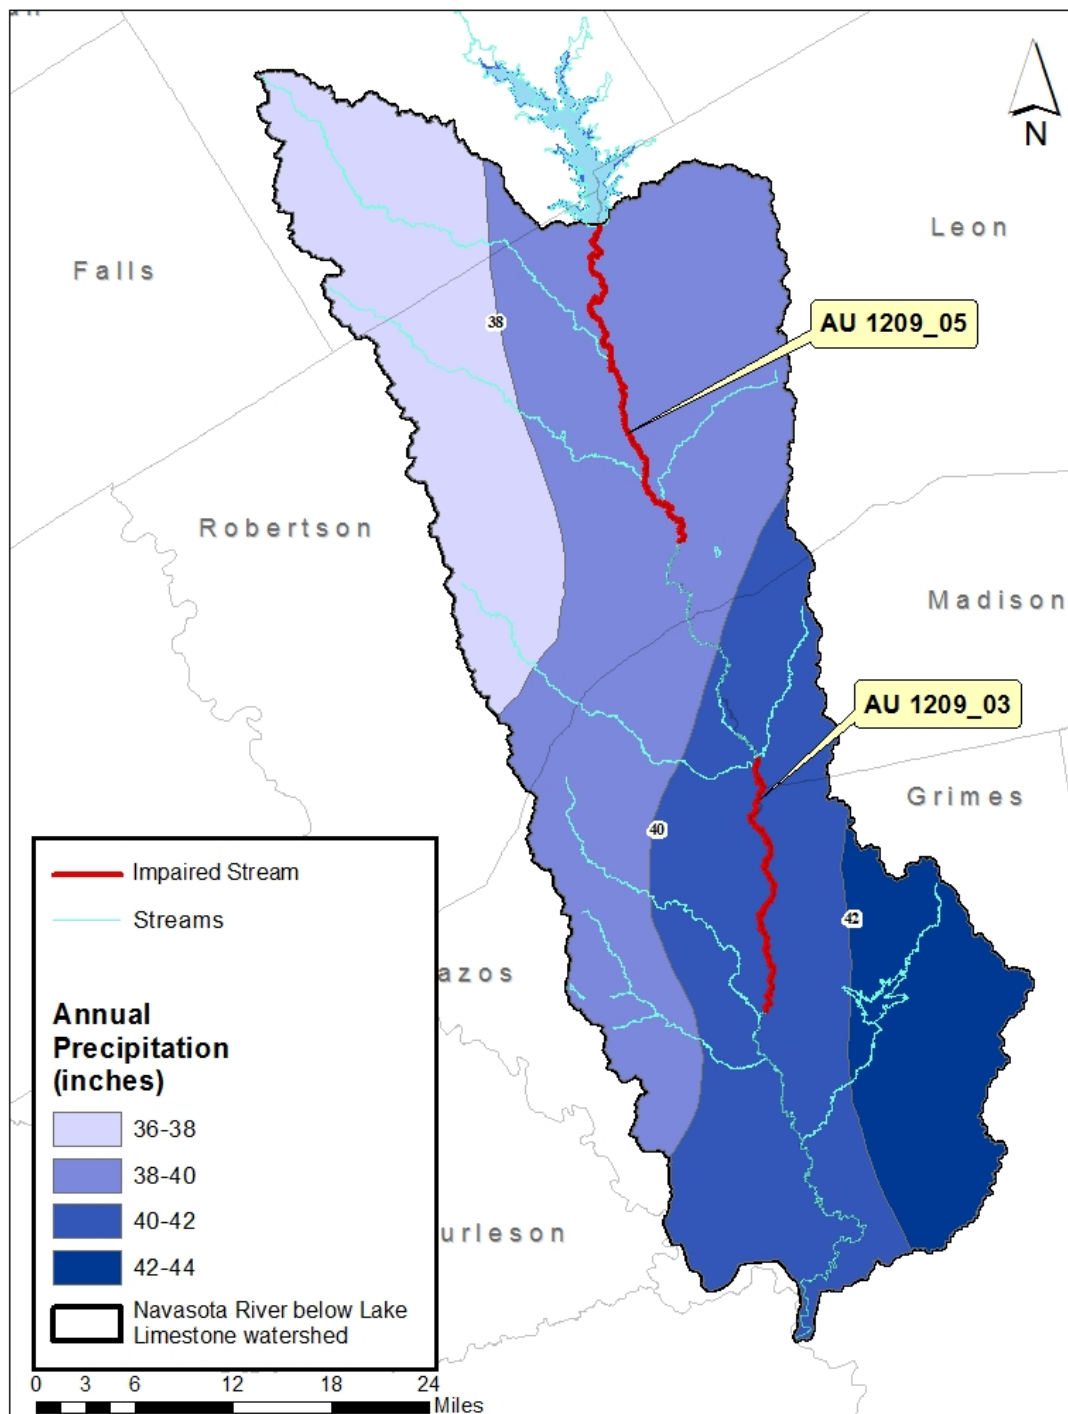 N
Leon
Falls
AU 1209_05
38
Robertson
Madison
AU 1209_03
Grimes
40
42
azos
urleson
Impaired Stream
Streams
Annual
Precipitation
(inches)
36-38
38-40
40-42
42-44
Navasota River below Lake
Limestone watershed
0 3 6 12 18 24
Miles